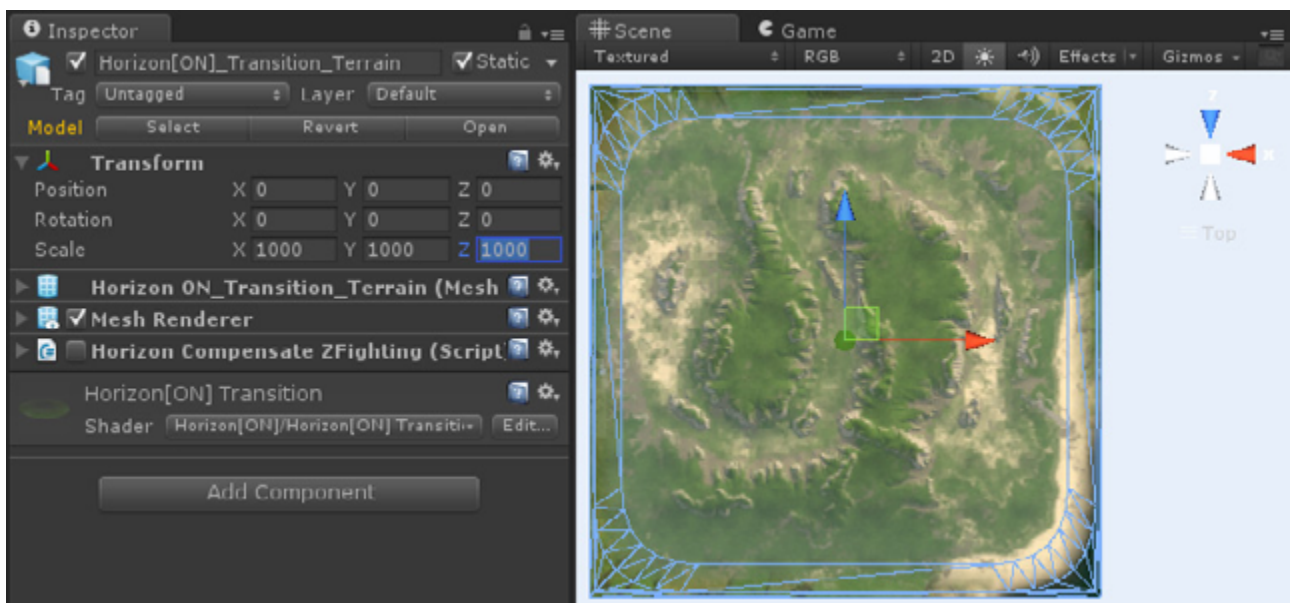 Inspector
Horizon[ON]_Transition_Terrain Static
Tag Untagged Layer Default
Model Select Revert Open
Transform
Position X 0 Y 0 Z 0
Rotation X 0 Y 0 Z 0
Scale X 1000 Y 1000 Z 1000
Horizon ON_Transition_Terrain (Mesh
Mesh Renderer
Horizon Compensate ZFighting (Script)
Horizon[ON] Transition
Shader Horizon[ON]/Horizon[ON] Transiti Edit...
Add Component
Scene Game
Textured RGB 2D Effects Gizmos
z
x
Top